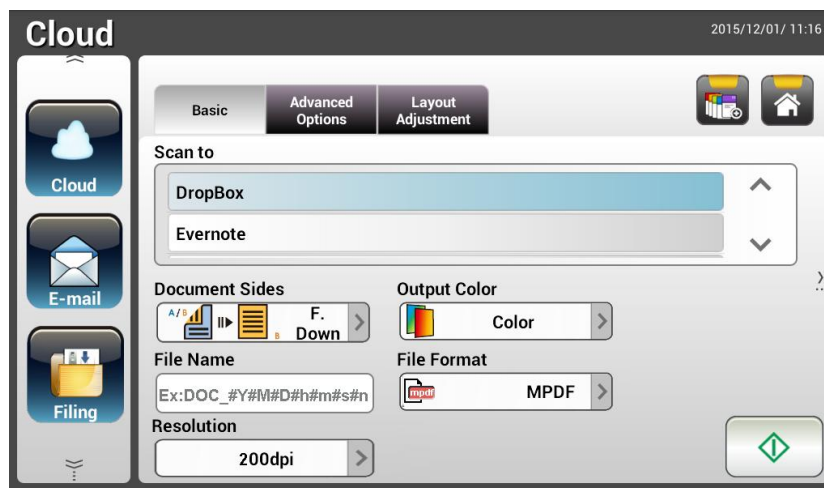 Cloud
2015/12/01/ 11:16
Basic
Advanced
Options
Layout
Adjustment
Scan to
Cloud
DropBox
Evernote
E-mail
Document Sides
Output Color
A/B
B
F.
Down
Color
File Name
File Format
Ex:DOC_#Y#M#D#h#m#s#n
mpdf
MPDF
Filing
Resolution
200dpi